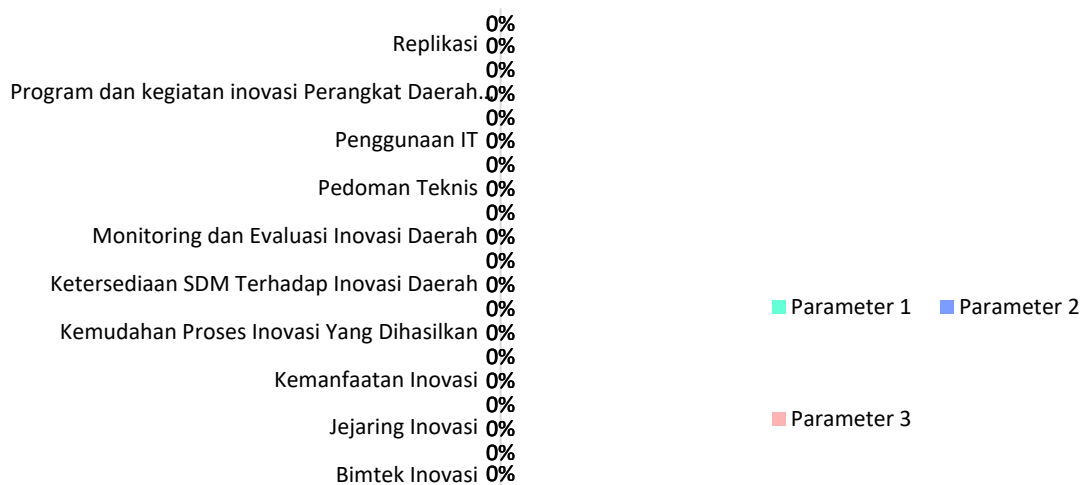 0%
Replikasi 0%
0%
Program dan kegiatan inovasi Perangkat Daerah… 0%
0%
Penggunaan IT 0%
0%
Pedoman Teknis 0%
0%
Monitoring dan Evaluasi Inovasi Daerah 0%
0%
Ketersediaan SDM Terhadap Inovasi Daerah 0%
0%
Kemudahan Proses Inovasi Yang Dihasilkan 0%
0%
Kemanfaatan Inovasi 0%
0%
Jejaring Inovasi 0%
0%
Bimtek Inovasi 0%
Parameter 1 Parameter 2
Parameter 3